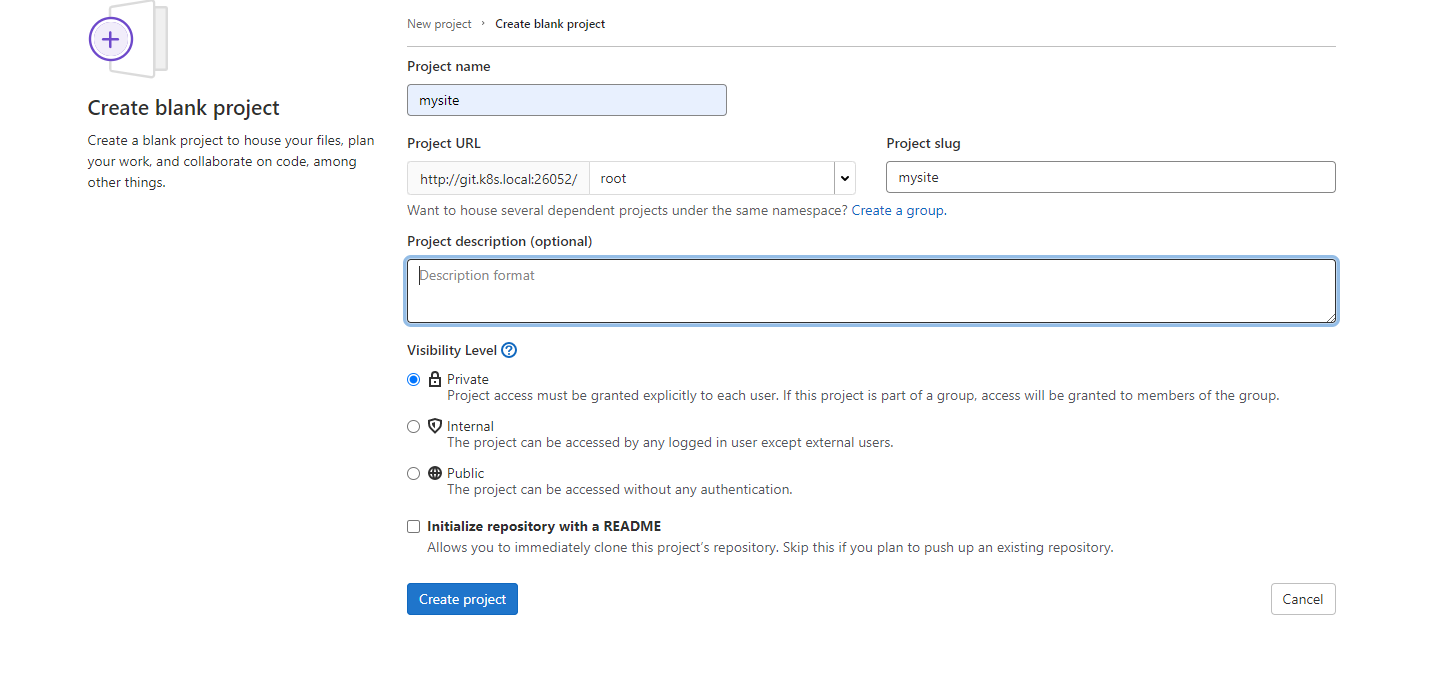 New project › Create blank project
Create blank project
Create a blank project to house your files, plan
your work, and collaborate on code, among
other things.
Project name
mysite
Project URL
Project slug
http://git.k8s.local:26052/ root
mysite
Want to house several dependent projects under the same namespace? Create a group.
Project description (optional)
Description format
Visibility Level
Private
Project access must be granted explicitly to each user. If this project is part of a group, access will be granted to members of the group.
Internal
The project can be accessed by any logged in user except external users.
Public
The project can be accessed without any authentication.
Initialize repository with a README
Allows you to immediately clone this project’s repository. Skip this if you plan to push up an existing repository.
Create project
Cancel